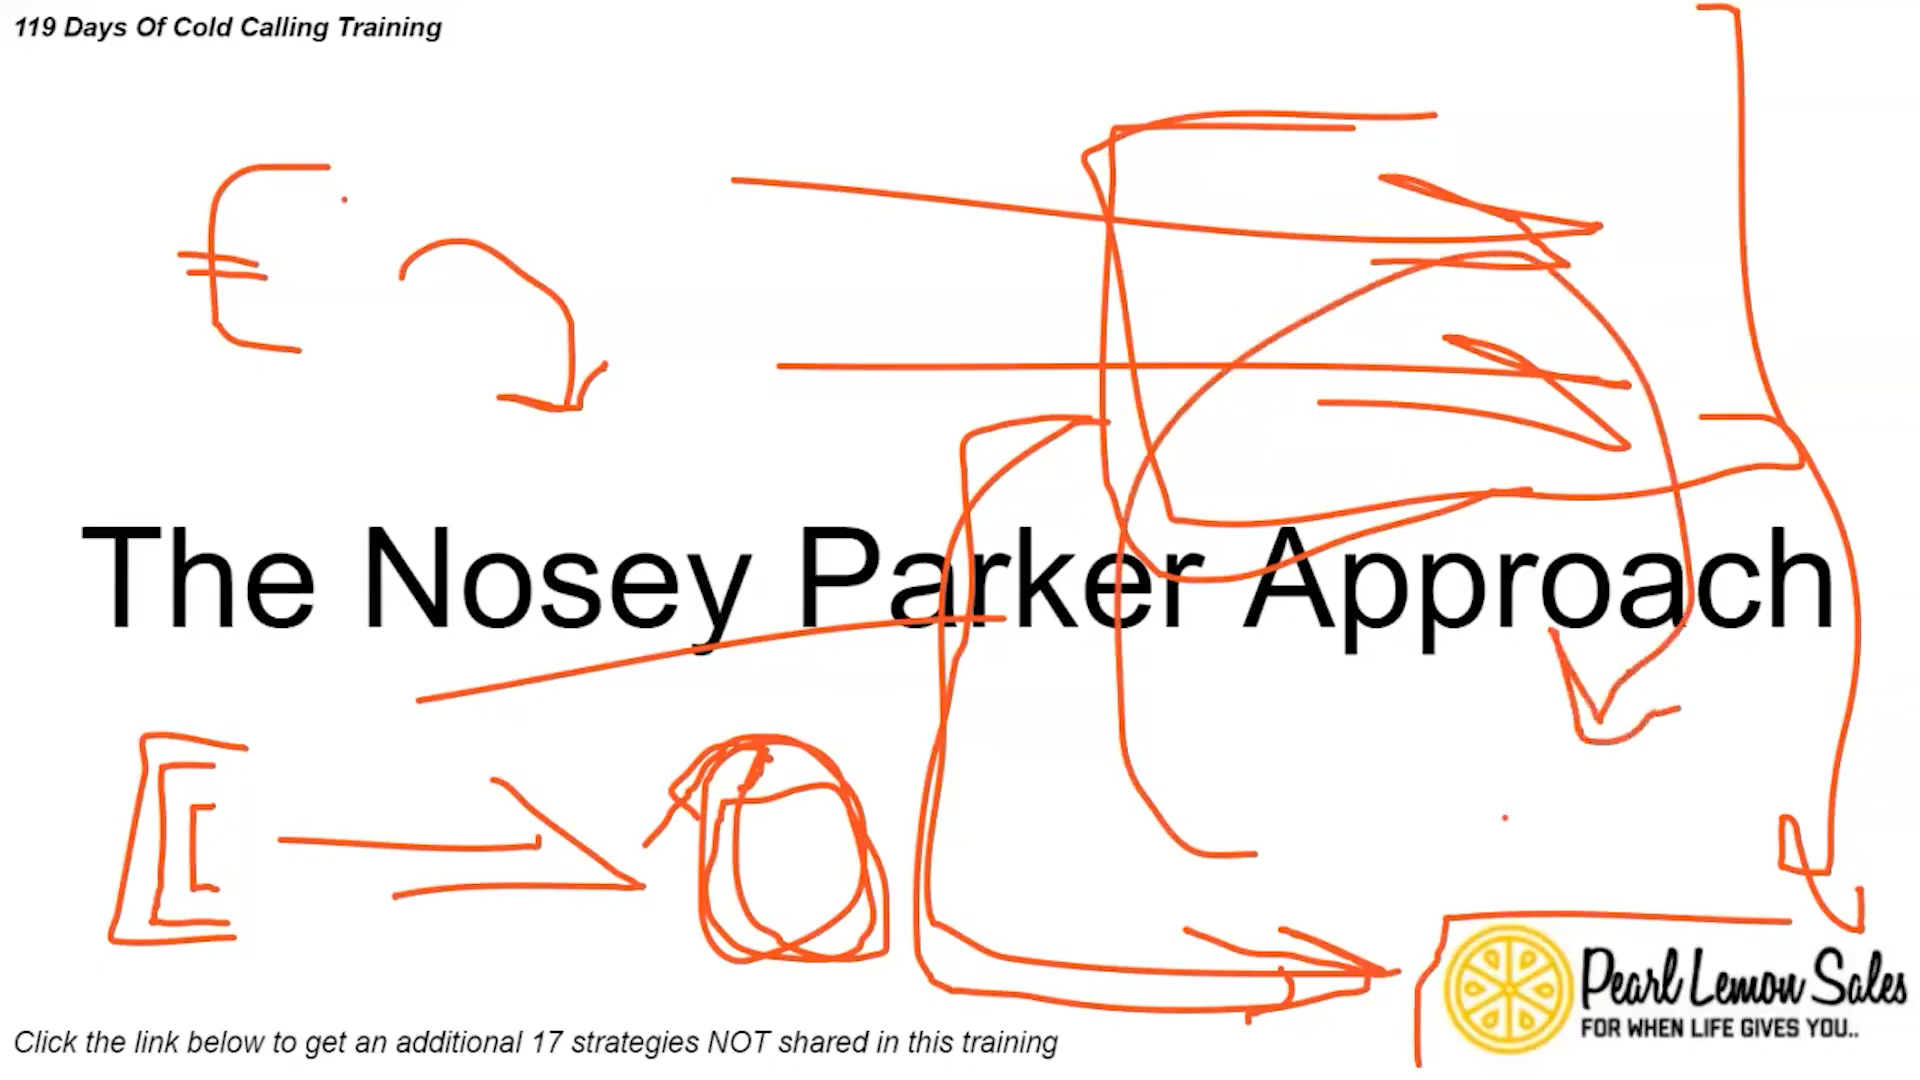 119 Days Of Cold Calling Training
The Nosey Parker Approach
Pearl Lemon Sales
FOR WHEN LIFE GIVES YOU..
Click the link below to get an additional 17 strategies NOT shared in this training